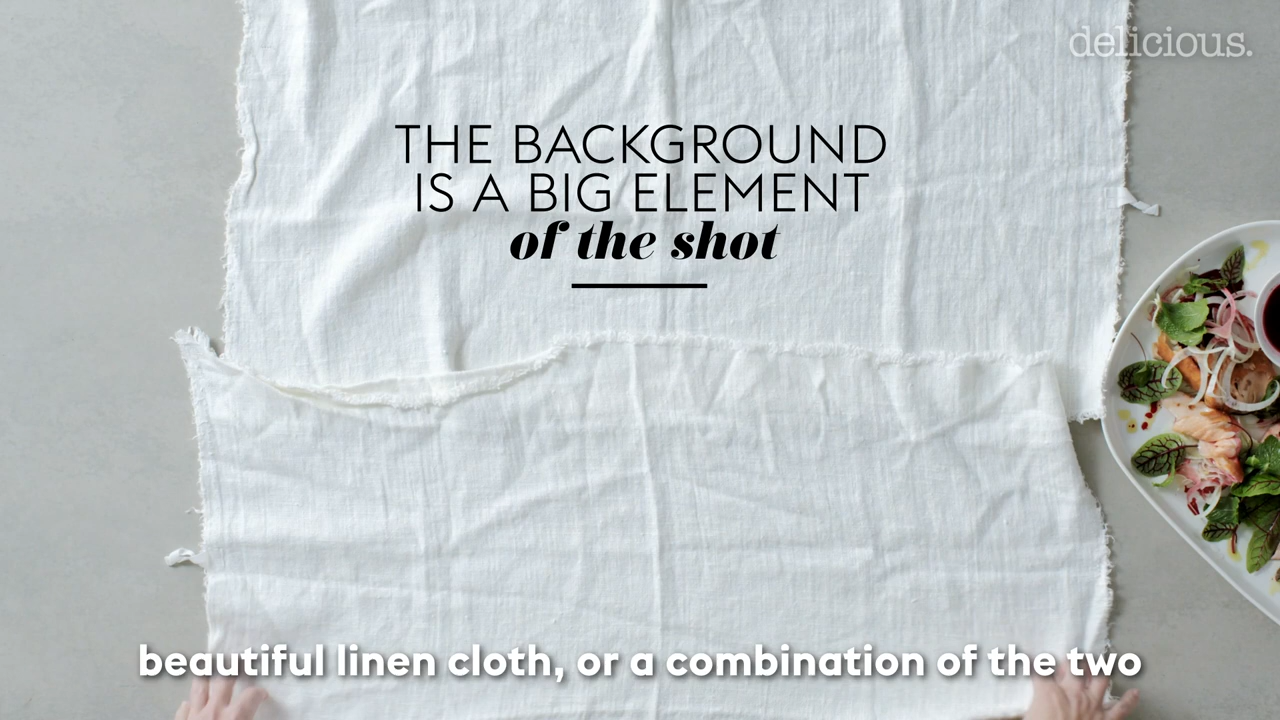 delicious.
THE BACKGROUND
IS A BIG ELEMENT
of the shot
beautiful linen cloth, or a combination of the two